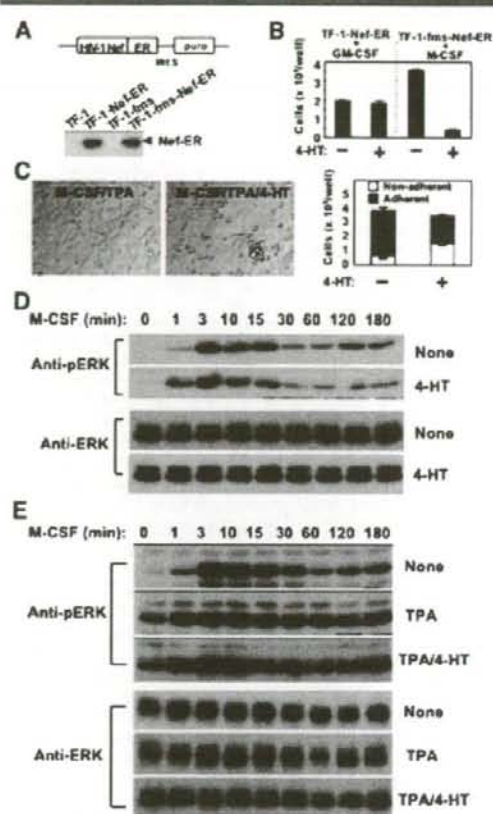 A
HIV-1 Nef ER puro
IRES
TF-1
TF-1-Nef-ER
TF-1-fms
TF-1-fms-Nef-ER
Nef-ER
B
TF-1-Nef-ER TF-1-fms-Nef-ER
+ +
GM-CSF M-CSF
Cells (x 10⁵/well)
4
3
2
1
0
4-HT: − + − +
C
M-CSF/TPA M-CSF/TPA/4-HT
Cells (x 10⁵/well)
Non-adherent
Adherent
5
4
3
2
1
0
4-HT: − +
D
M-CSF (min): 0 1 3 10 15 30 60 120 180
Anti-pERK
None
4-HT
Anti-ERK
None
4-HT
E
M-CSF (min): 0 1 3 10 15 30 60 120 180
Anti-pERK
None
TPA
TPA/4-HT
Anti-ERK
None
TPA
TPA/4-HT